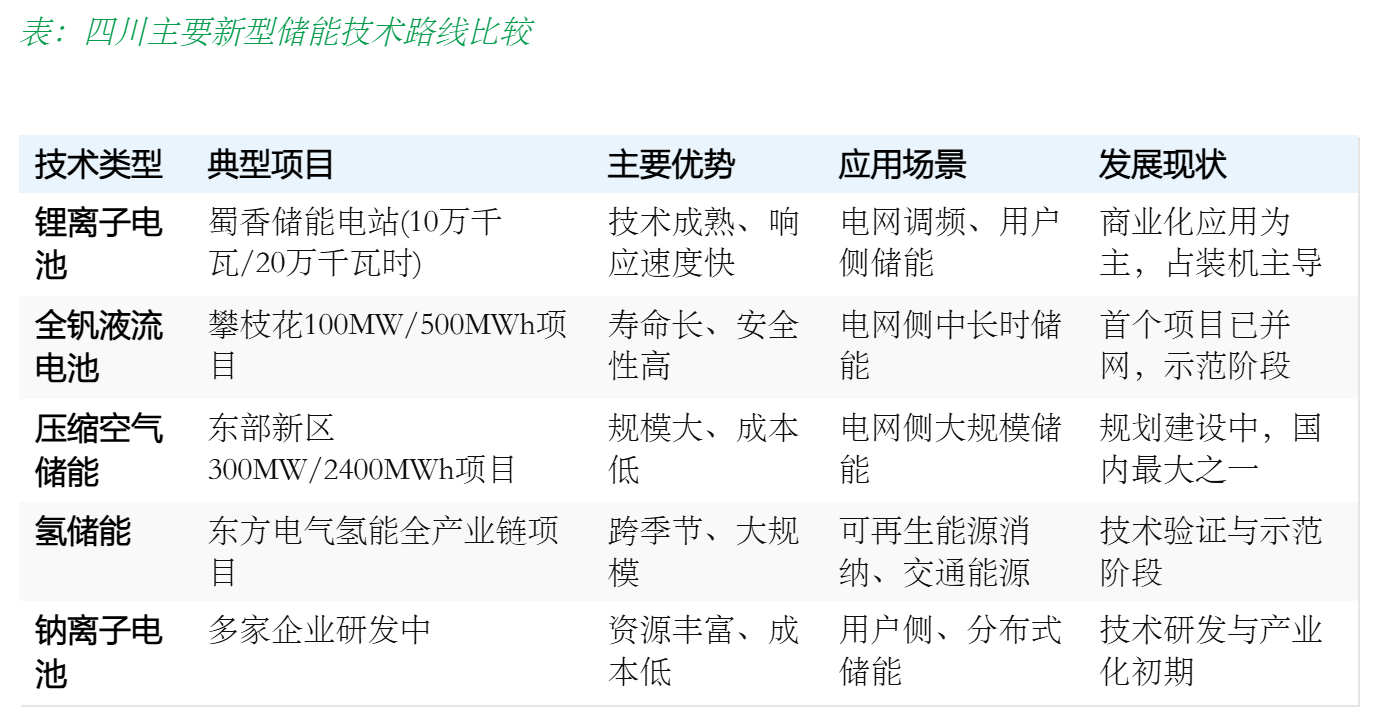 表：四川主要新型储能技术路线比较
技术类型 典型项目 主要优势 应用场景 发展现状
锂离子电 蜀香储能电站(10万千 技术成熟、响 电网调频、用户 商业化应用为
池 瓦/20万千瓦时) 应速度快 侧储能 主，占装机主导
全钒液流 攀枝花100MW/500MWh项 寿命长、安全 电网侧中长时储 首个项目已并
电池 目 性高 能 网，示范阶段
压缩空气 东部新区 规模大、成本 电网侧大规模储 规划建设中，国
储能 300MW/2400MWh项目 低 能 内最大之一
氢储能 东方电气氢能全产业链项 跨季节、大规 可再生能源消 技术验证与示范
目 模 纳、交通能源 阶段
钠离子电 多家企业研发中 资源丰富、成 用户侧、分布式 技术研发与产业
池 本低 储能 化初期